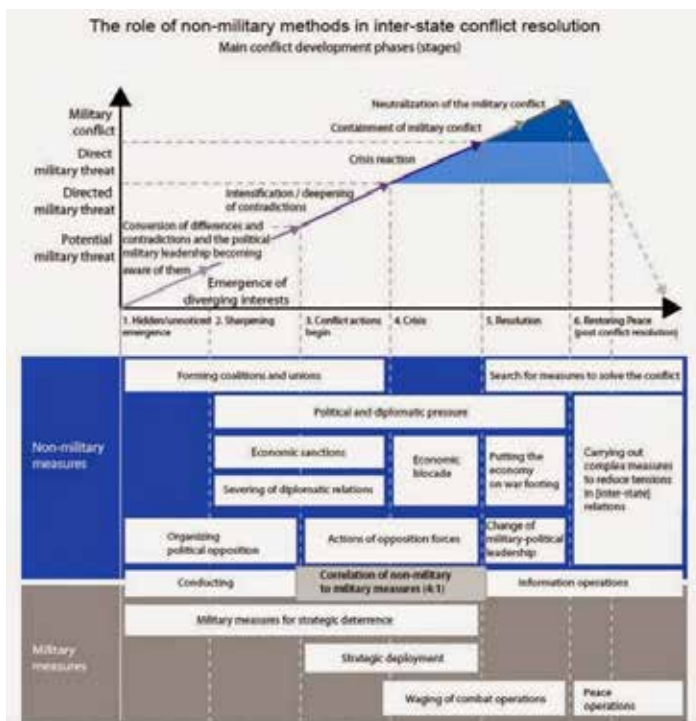 The role of non-military methods in inter-state conflict resolution
Main conflict development phases (stages)
Military
conflict
Direct
military threat
Directed
military threat
Potential
military threat
Neutralization of the military conflict
Containment of military conflict
Crisis reaction
Intensification / deepening
of contradictions
Conversion of differences and
contradictions and the political
military leadership becoming
aware of them
Emergence of
diverging interests
1. Hidden/unnoticed
emergence
2. Sharpening
3. Conflict actions
begin
4. Crisis
5. Resolution
6. Restoring Peace
(post conflict resolution)
Non-military
measures
Forming coalitions and unions
Search for measures to solve the conflict
Political and diplomatic pressure
Economic sanctions
Severing of diplomatic relations
Economic
blocade
Putting the
economy
on war footing
Carrying out
complex measures
to reduce tensions
in [inter-state]
relations
Organizing
political opposition
Actions of opposition forces
Change of
military-political
leadership
Conducting
Correlation of non-military
to military measures (4:1)
Information operations
Military
measures
Military measures for strategic deterrence
Strategic deployment
Waging of combat operations
Peace
operations